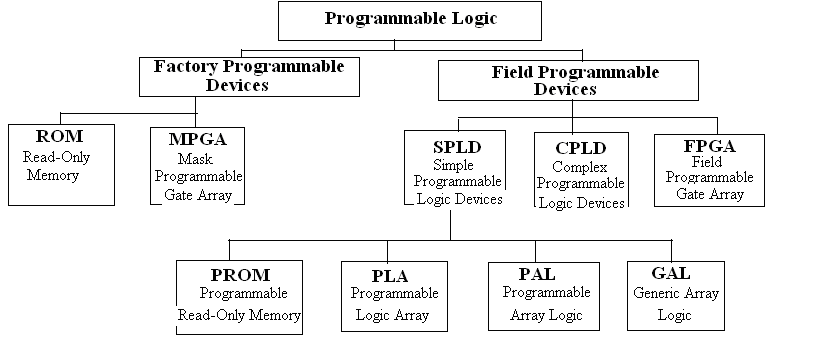 Programmable Logic
Factory Programmable
Devices
Field Programmable
Devices
ROM
Read-Only
Memory
MPGA
Mask
Programmable
Gate Array
SPLD
Simple
Programmable
Logic Devices
CPLD
Complex
Programmable
Logic Devices
FPGA
Field
Programmable
Gate Array
PROM
Programmable
Read-Only Memory
PLA
Programmable
Logic Array
PAL
Programmable
Array Logic
GAL
Generic Array
Logic